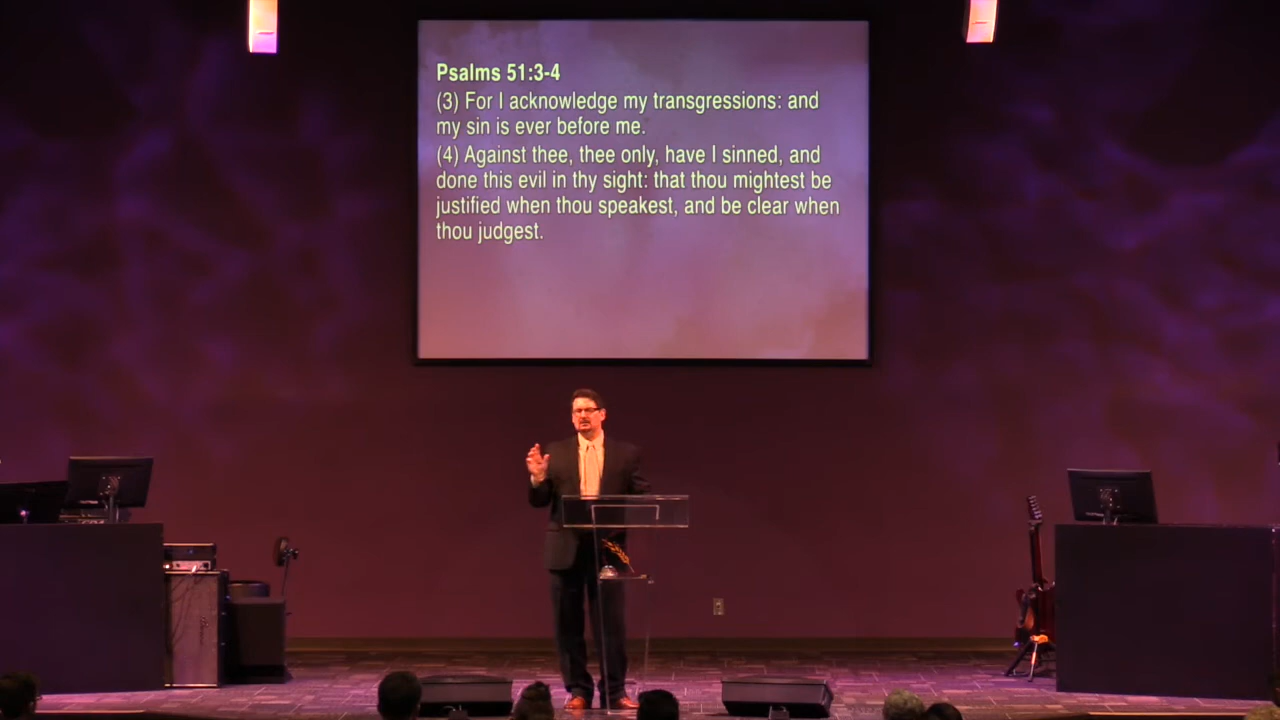 Psalms 51:3-4
(3) For I acknowledge my transgressions: and
my sin is ever before me.
(4) Against thee, thee only, have I sinned, and
done this evil in thy sight: that thou mightest be
justified when thou speakest, and be clear when
thou judgest.